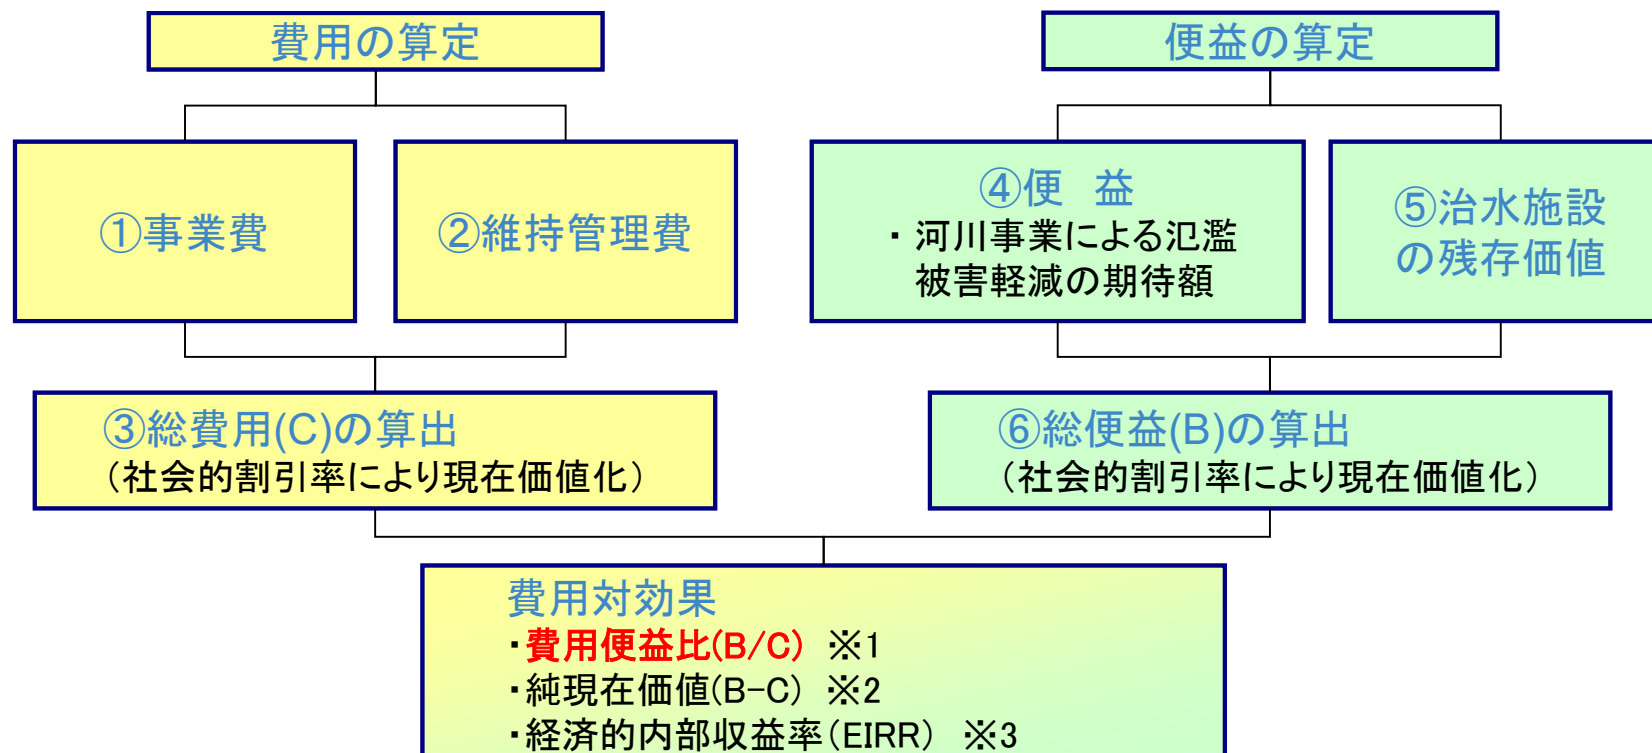 費用の算定
便益の算定
①事業費
②維持管理費
④便　益
・河川事業による氾濫
被害軽減の期待額
⑤治水施設
の残存価値
③総費用(C)の算出
（社会的割引率により現在価値化）
⑥総便益(B)の算出
（社会的割引率により現在価値化）
費用対効果
・費用便益比(B/C)　※1
・純現在価値(B-C)　※2
・経済的内部収益率（EIRR）　※3